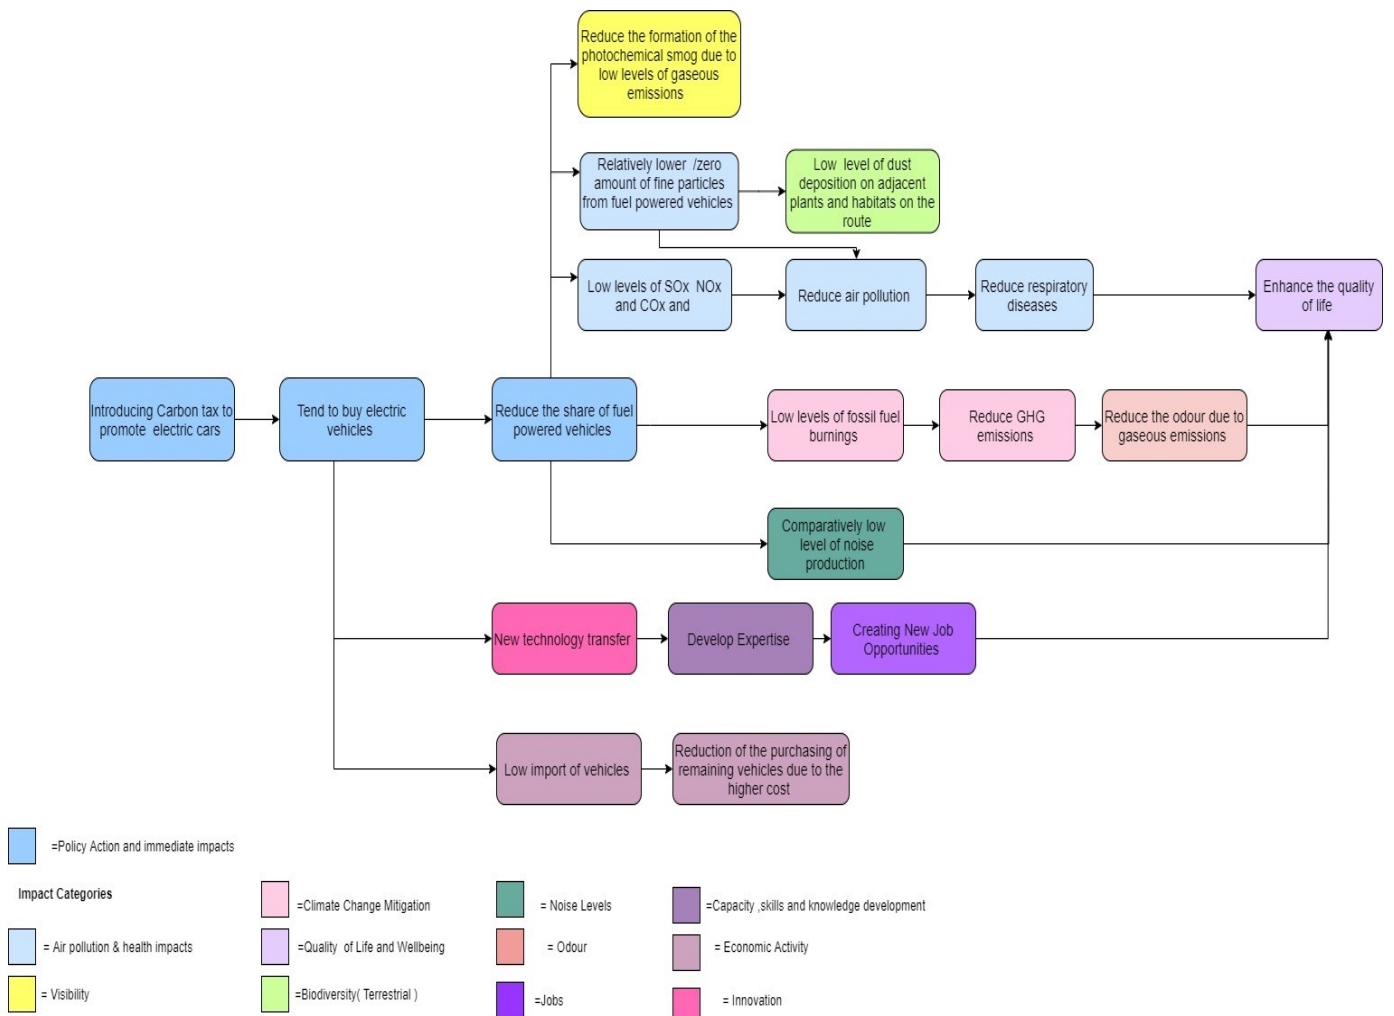 Reduce the formation of the
photochemical smog due to
low levels of gaseous
emissions
Relatively lower /zero
amount of fine particles
from fuel powered vehicles
Low level of dust
deposition on adjacent
plants and habitats on the
route
Low levels of SOx NOx
and COx and
Reduce air pollution
Reduce respiratory
diseases
Enhance the quality
of life
Introducing Carbon tax to
promote electric cars
Tend to buy electric
vehicles
Reduce the share of fuel
powered vehicles
Low levels of fossil fuel
burnings
Reduce GHG
emissions
Reduce the odour due to
gaseous emissions
Comparatively low
level of noise
production
New technology transfer
Develop Expertise
Creating New Job
Opportunities
Low import of vehicles
Reduction of the purchasing of
remaining vehicles due to the
higher cost
=Policy Action and immediate impacts
Impact Categories
=Climate Change Mitigation
= Noise Levels
=Capacity ,skills and knowledge development
= Air pollution & health impacts
=Quality of Life and Wellbeing
= Odour
= Economic Activity
= Visibility
=Biodiversity( Terrestrial )
=Jobs
= Innovation